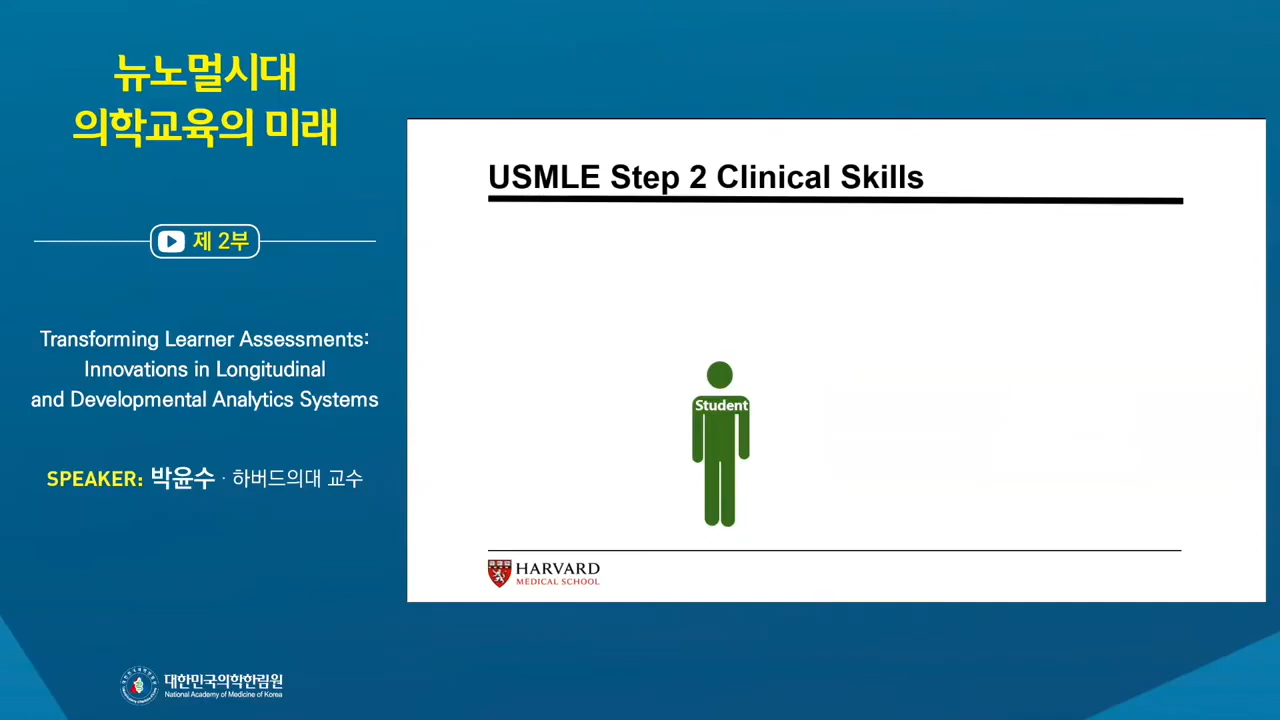 뉴노멀시대
의학교육의 미래
제 2부
Transforming Learner Assessments:
Innovations in Longitudinal
and Developmental Analytics Systems
SPEAKER: 박윤수 · 하버드의대 교수
대한민국의학한림원
National Academy of Medicine of Korea
USMLE Step 2 Clinical Skills
Student
HARVARD
MEDICAL SCHOOL